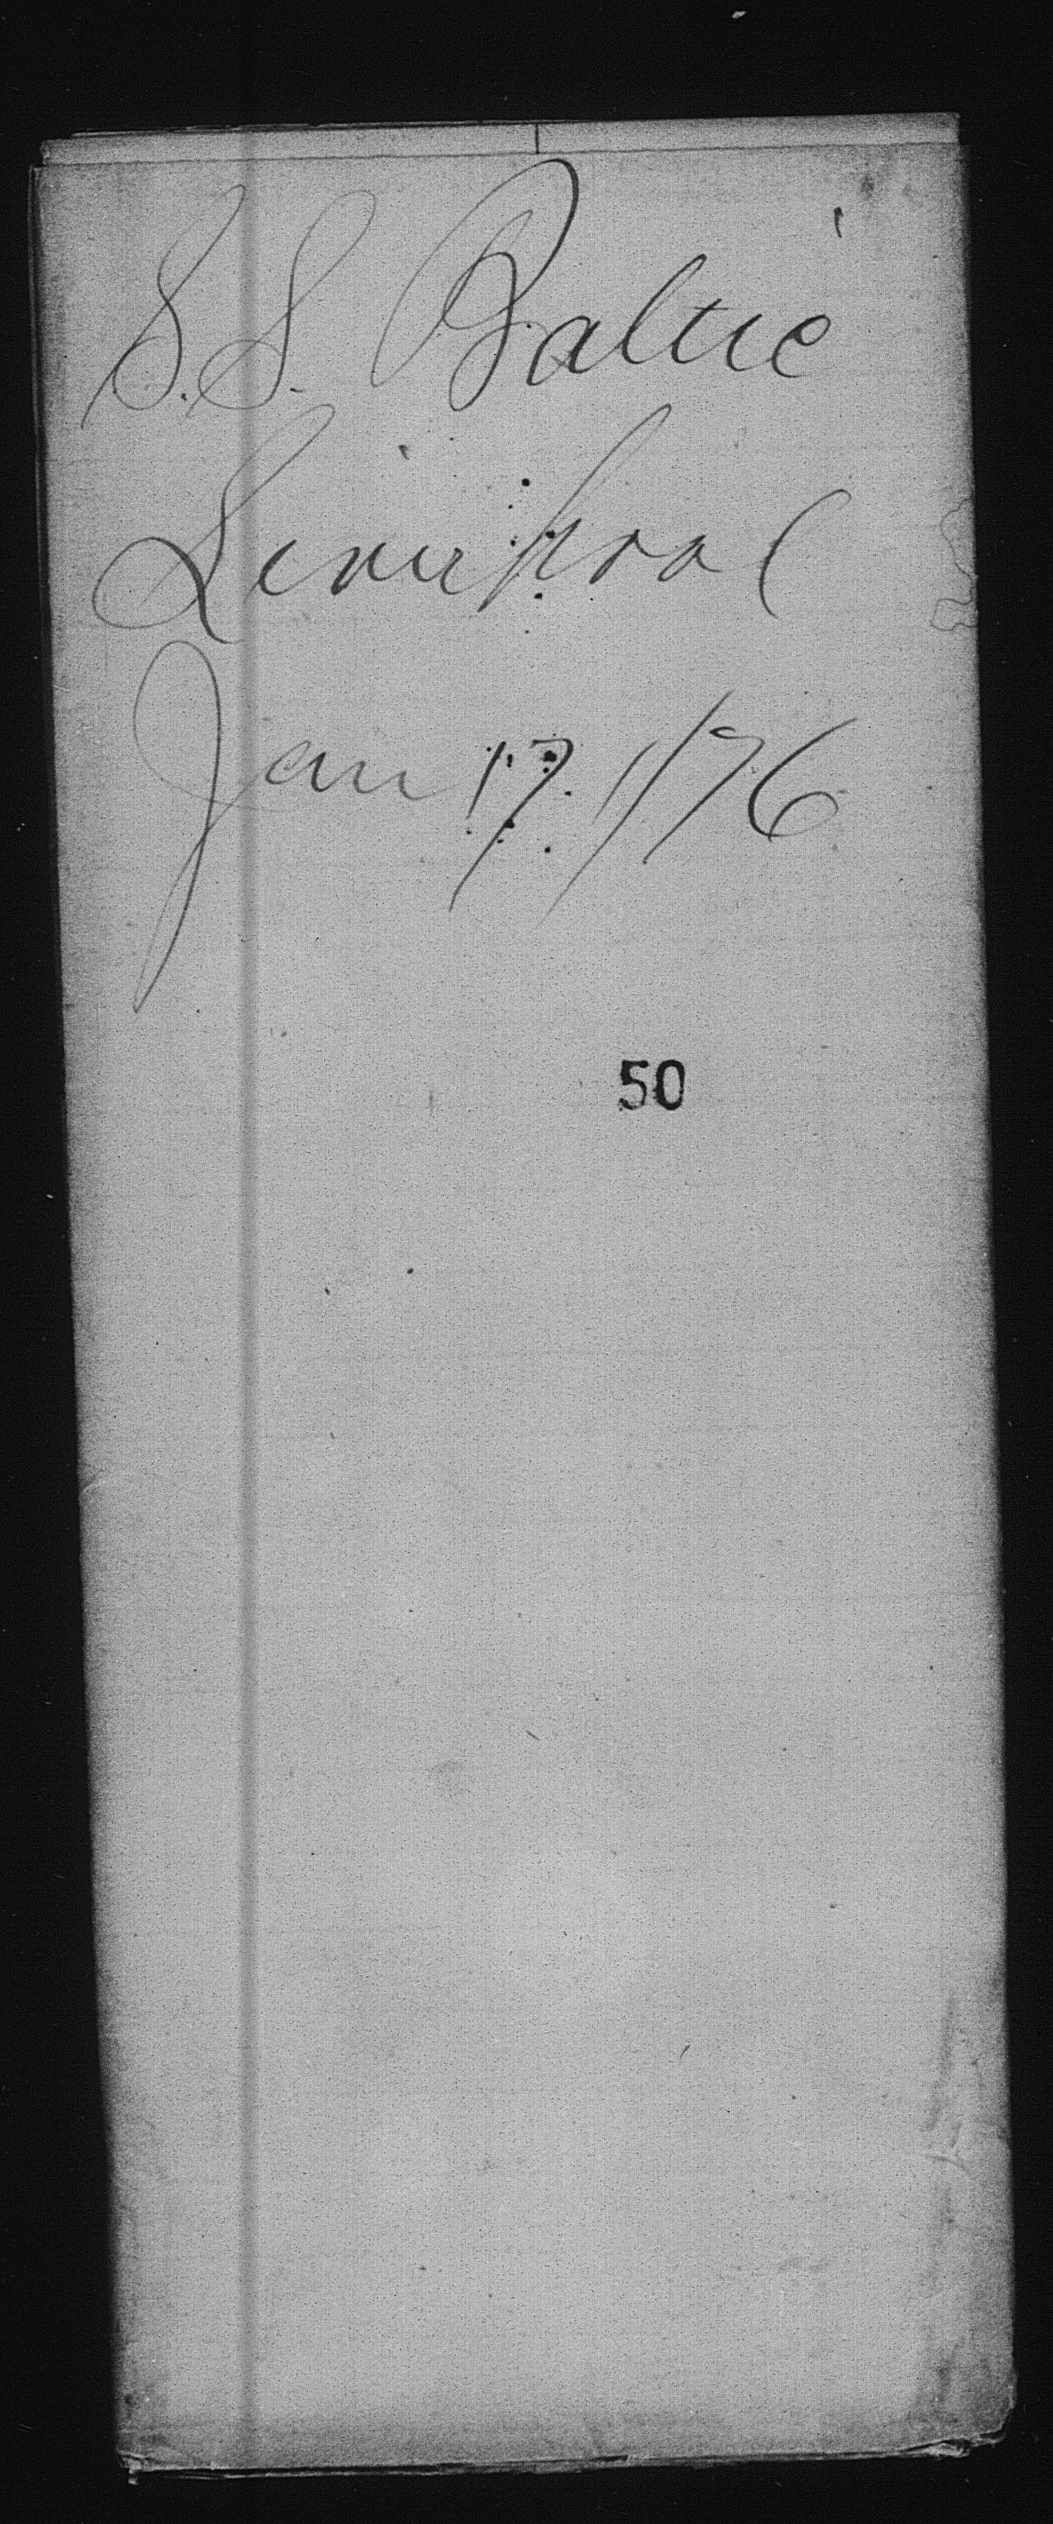 S.S. Baltic
Liverpool
Jan 17. /76
50